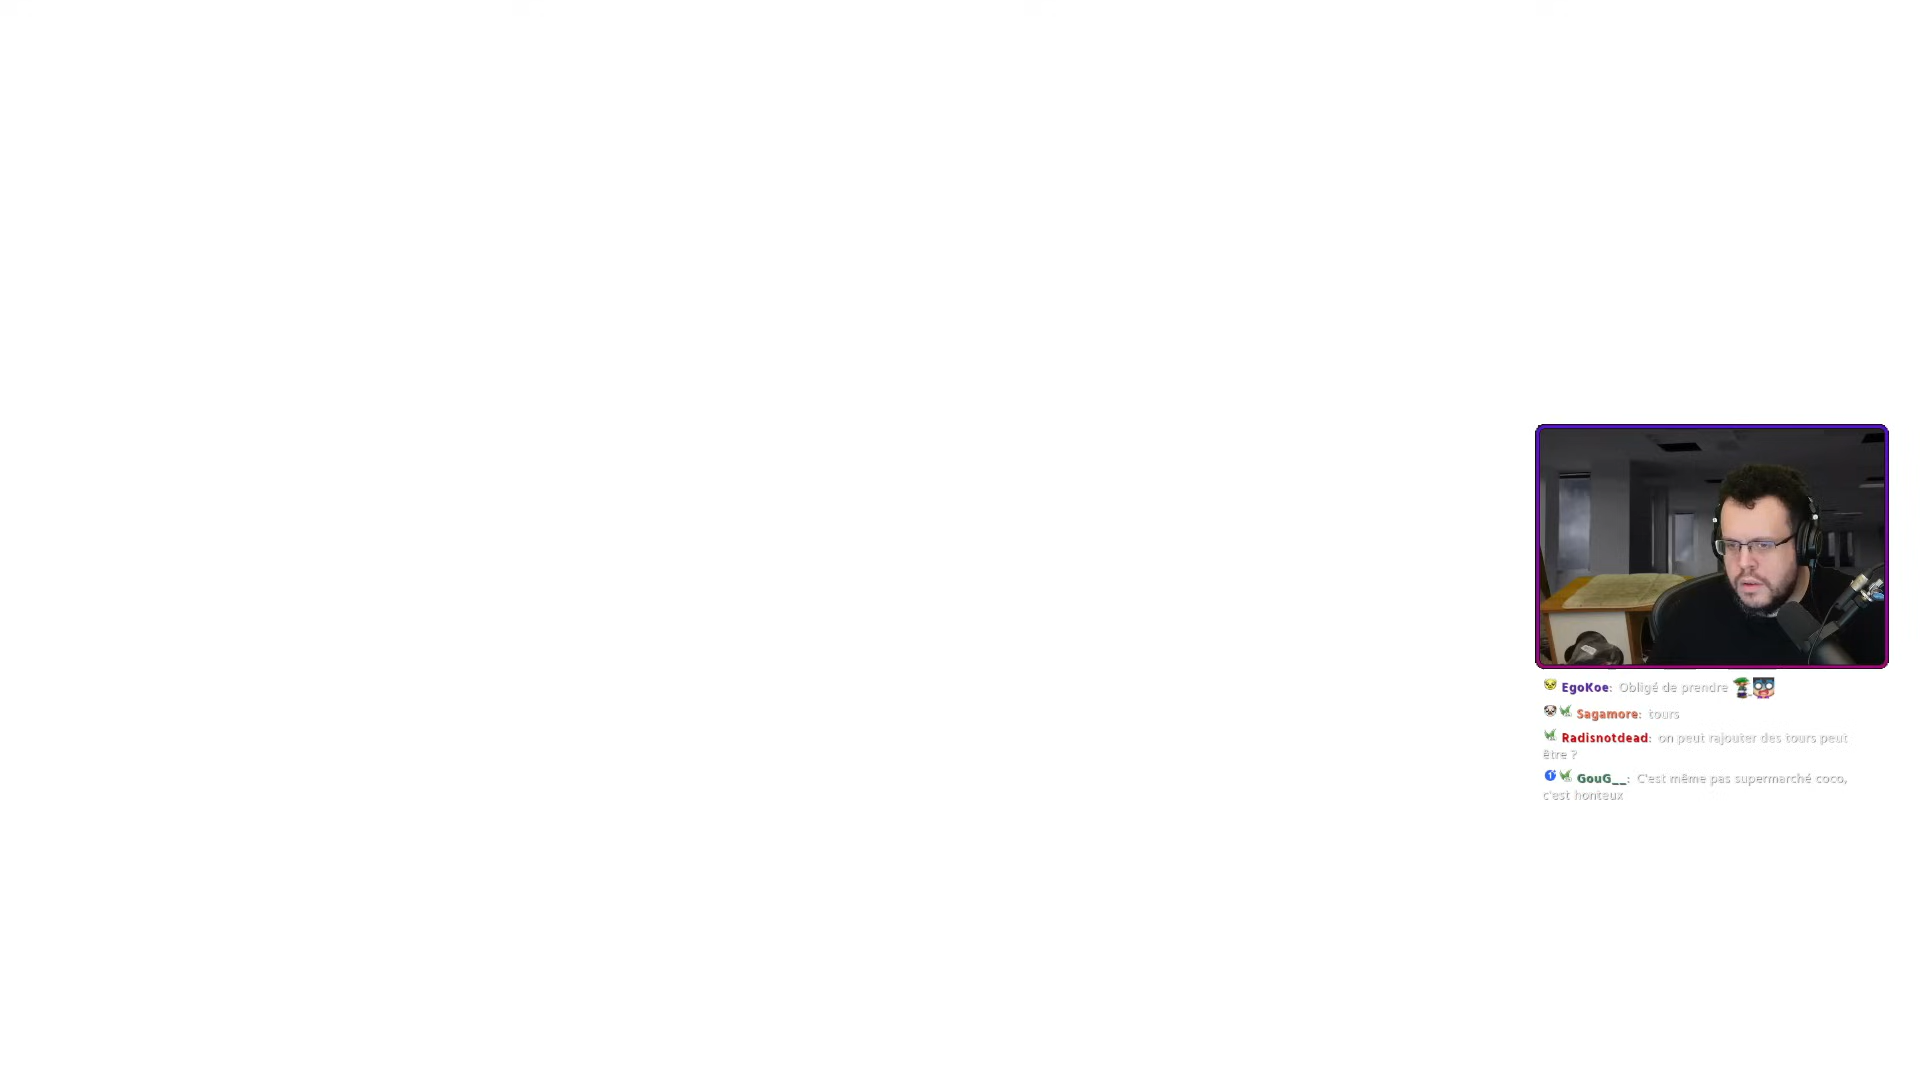 EgoKoe: Obligé de prendre
Sagamore: tours
Radisnotdead: on peut rajouter des tours peut
être ?
GouG__: C'est même pas supermarché coco,
c'est honteux